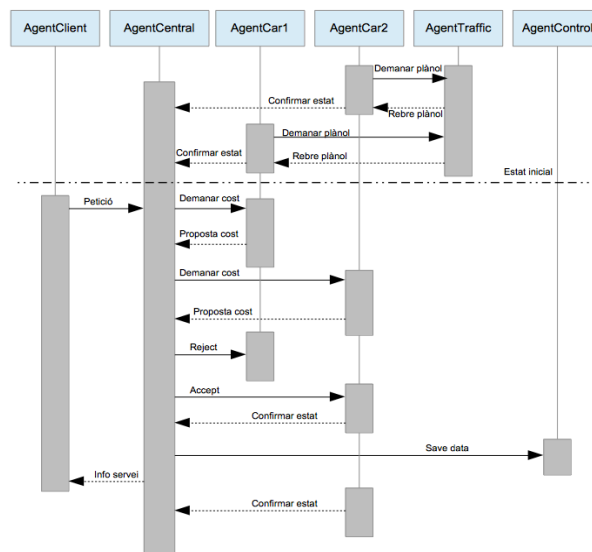 AgentClient
AgentCentral
AgentCar1
AgentCar2
AgentTraffic
AgentControl
Demanar plànol
Confirmar estat
Rebre plànol
Demanar plànol
Confirmar estat
Rebre plànol
Estat inicial
Petició
Demanar cost
Proposta cost
Demanar cost
Proposta cost
Reject
Accept
Confirmar estat
Save data
Info servei
Confirmar estat